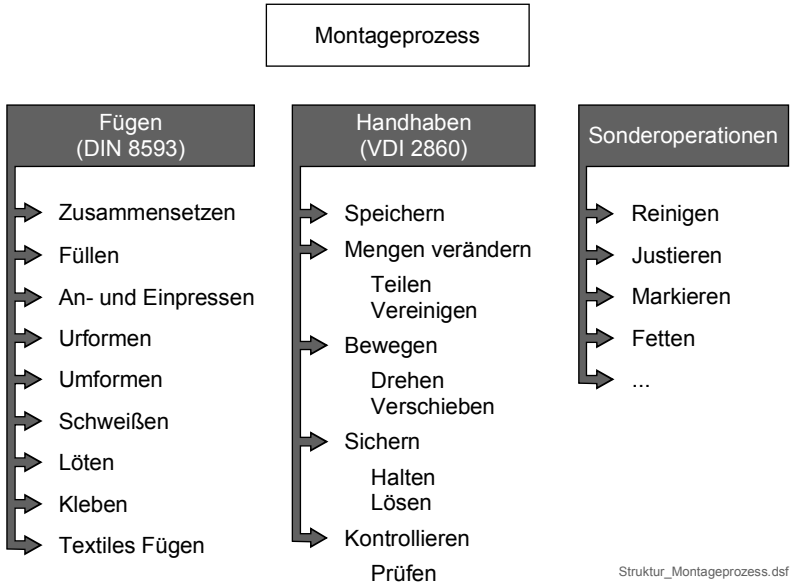 Montageprozess
Fügen
(DIN 8593)
Zusammensetzen
Füllen
An- und Einpressen
Urformen
Umformen
Schweißen
Löten
Kleben
Textiles Fügen
Handhaben
(VDI 2860)
Speichern
Mengen verändern
Teilen
Vereinigen
Bewegen
Drehen
Verschieben
Sichern
Halten
Lösen
Kontrollieren
Prüfen
Sonderoperationen
Reinigen
Justieren
Markieren
Fetten
...
Struktur_Montageprozess.dsf